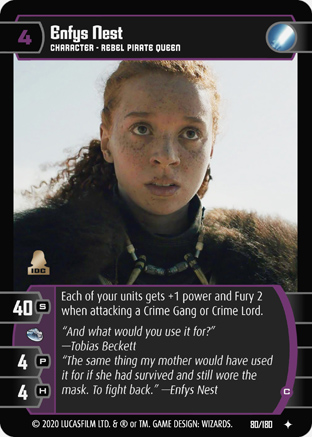 4
Enfys Nest
CHARACTER • REBEL PIRATE QUEEN
IDC
40 S
Each of your units gets +1 power and Fury 2
when attacking a Crime Gang or Crime Lord.
"And what would you use it for?"
—Tobias Beckett
4 P
"The same thing my mother would have used
it for if she had survived and still wore the
4 H
mask. To fight back." —Enfys Nest
C
© 2020 LUCASFILM LTD. & ® or TM. GAME DESIGN: WIZARDS.
80/180